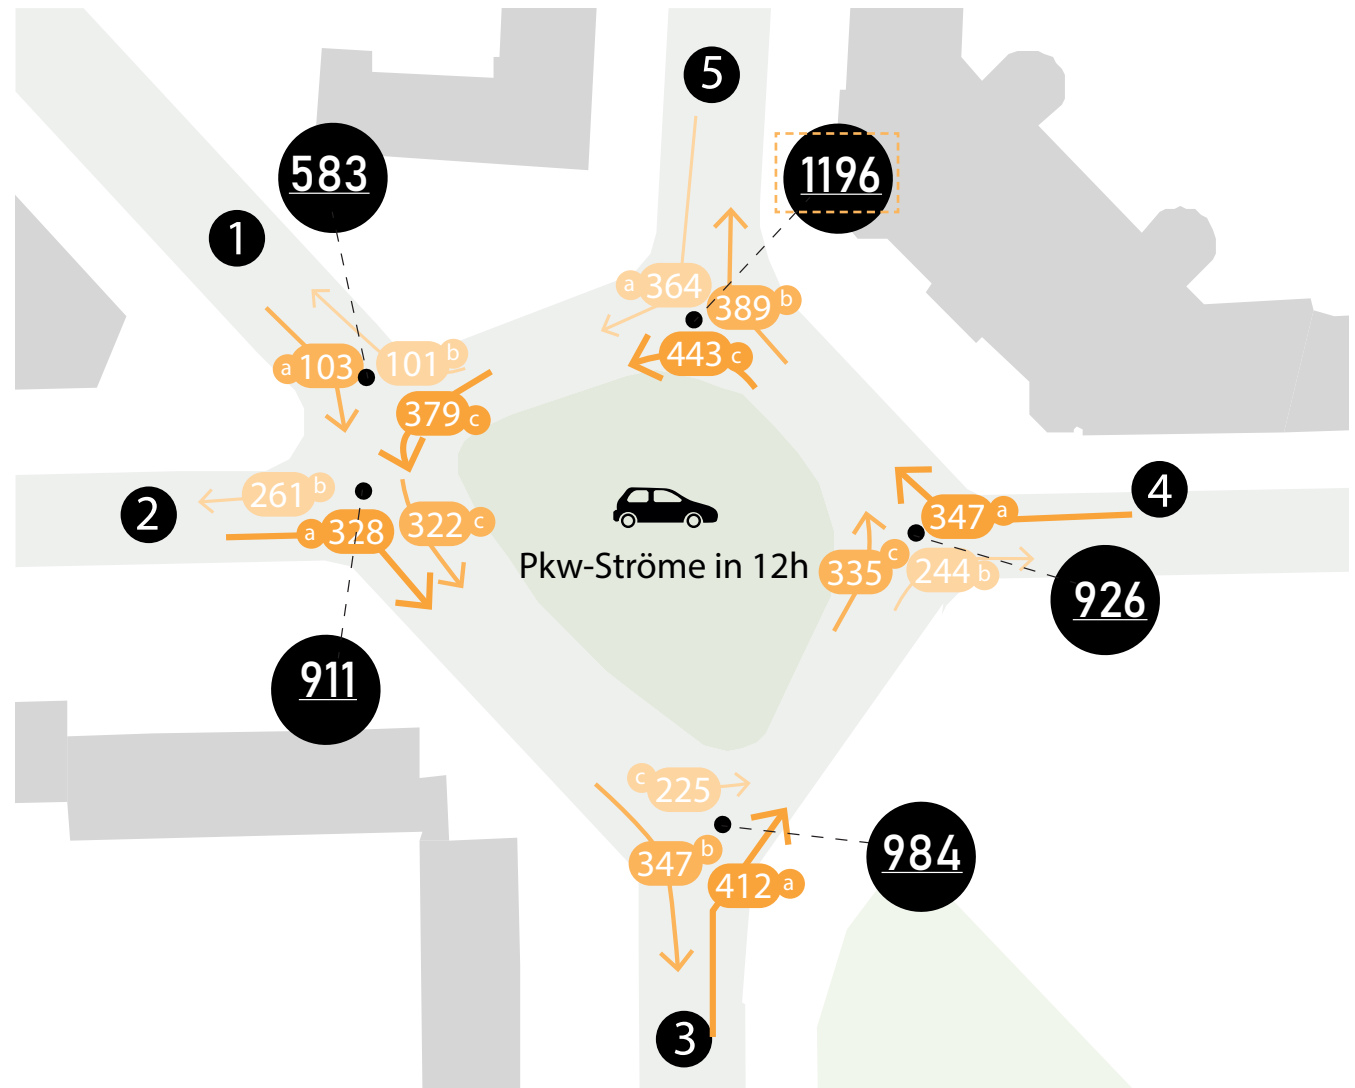 5
583
1196
1
a 364
389 b
443 c
a 103
101 b
379 c
2
261 b
a 328
322 c
4
347 a
335 c
244 b
Pkw-Ströme in 12h
926
911
c 225
347 b
412 a
984
3